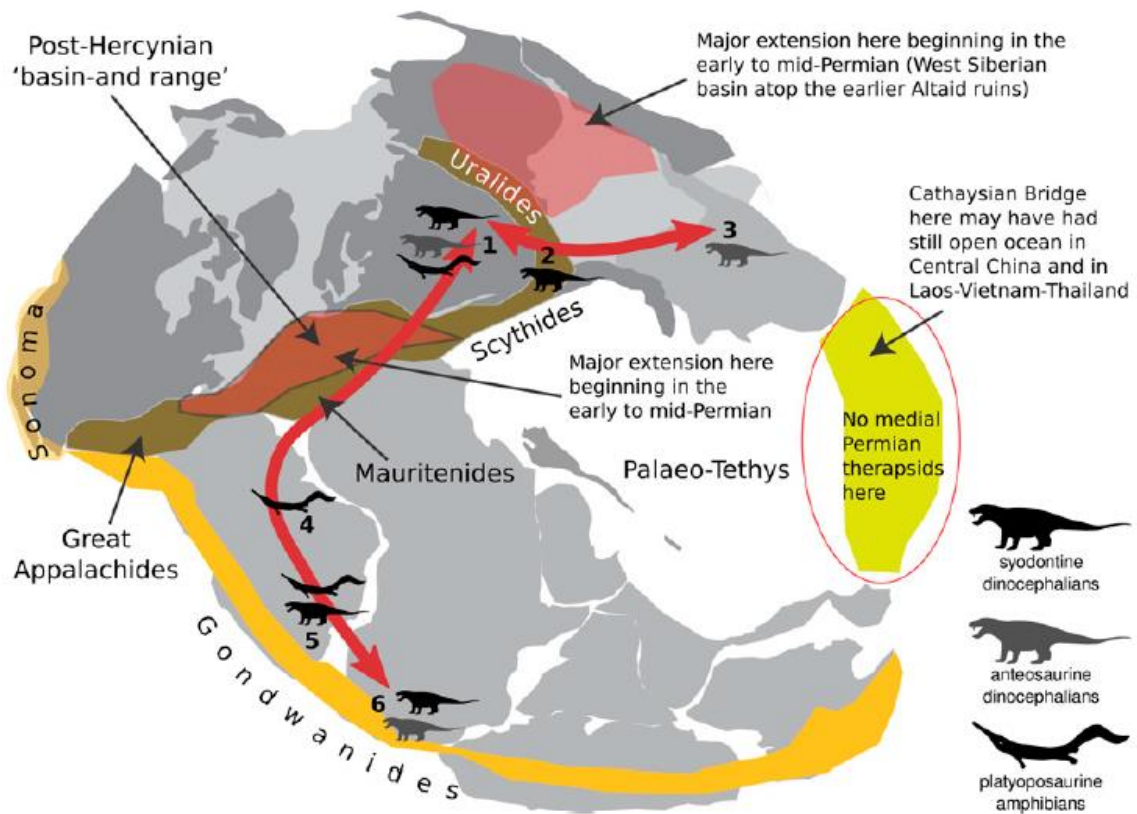 Post-Hercynian
'basin-and range'
Major extension here beginning in the
early to mid-Permian (West Siberian
basin atop the earlier Altaid ruins)
Uralides
Cathaysian Bridge
here may have had
still open ocean in
Central China and in
Laos-Vietnam-Thailand
1
2
3
Sonoma
Scythides
Major extension here
beginning in the
early to mid-Permian
No medial
Permian
therapsids
here
Mauritenides
Palaeo-Tethys
Great
Appalachides
4
5
6
Gondwanides
syodontine
dinocephalians
anteosaurine
dinocephalians
platyoposaurine
amphibians